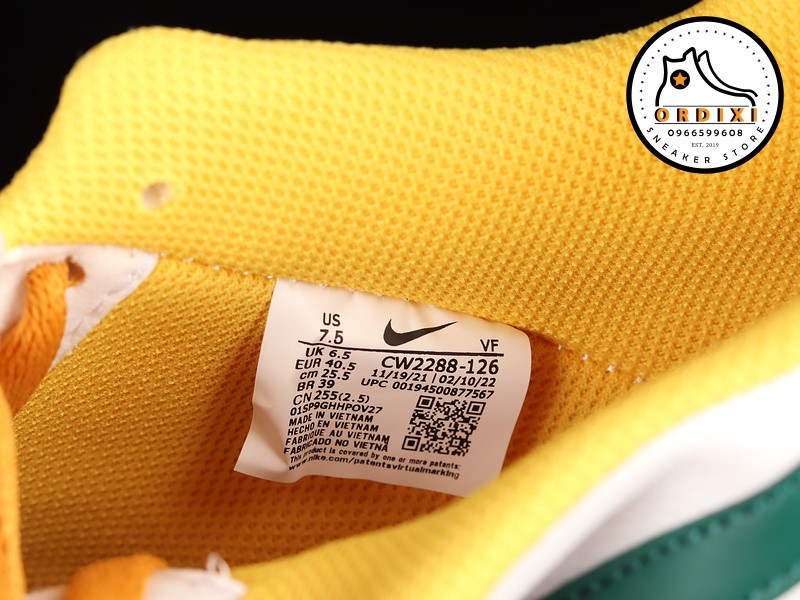 ORDIXI
0966599608
EST. 2019
SNEAKER STORE
US
7.5
VF
UK 6.5
CW2288-126
EUR 40.5
11/19/21 | 02/10/22
cm 25.5
UPC 00194500877567
BR 39
CN 255(2.5)
01SP9GHHPOV27
MADE IN VIETNAM
HECHO EN VIETNAM
FABRIQUE AU VIETNAM
FABRICADO NO VIETNÃ
This product is covered by one or more patents:
www.nike.com/patentsvirtualmarking